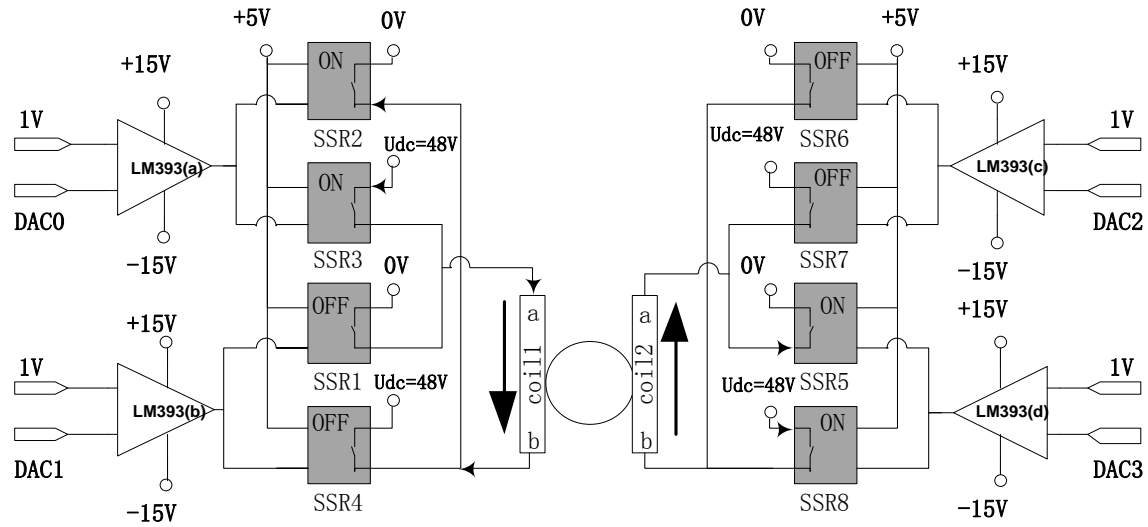 +5V
0V
+15V
ON
1V
SSR2
Udc=48V
LM393(a)
ON
DAC0
-15V
SSR3
0V
+15V
OFF
1V
SSR1
Udc=48V
LM393(b)
OFF
DAC1
-15V
SSR4
a
coil1
b
a
coil2
b
0V
+5V
OFF
+15V
1V
SSR6
Udc=48V
OFF
LM393(c)
DAC2
SSR7
-15V
0V
ON
+15V
1V
SSR5
Udc=48V
ON
LM393(d)
DAC3
SSR8
-15V